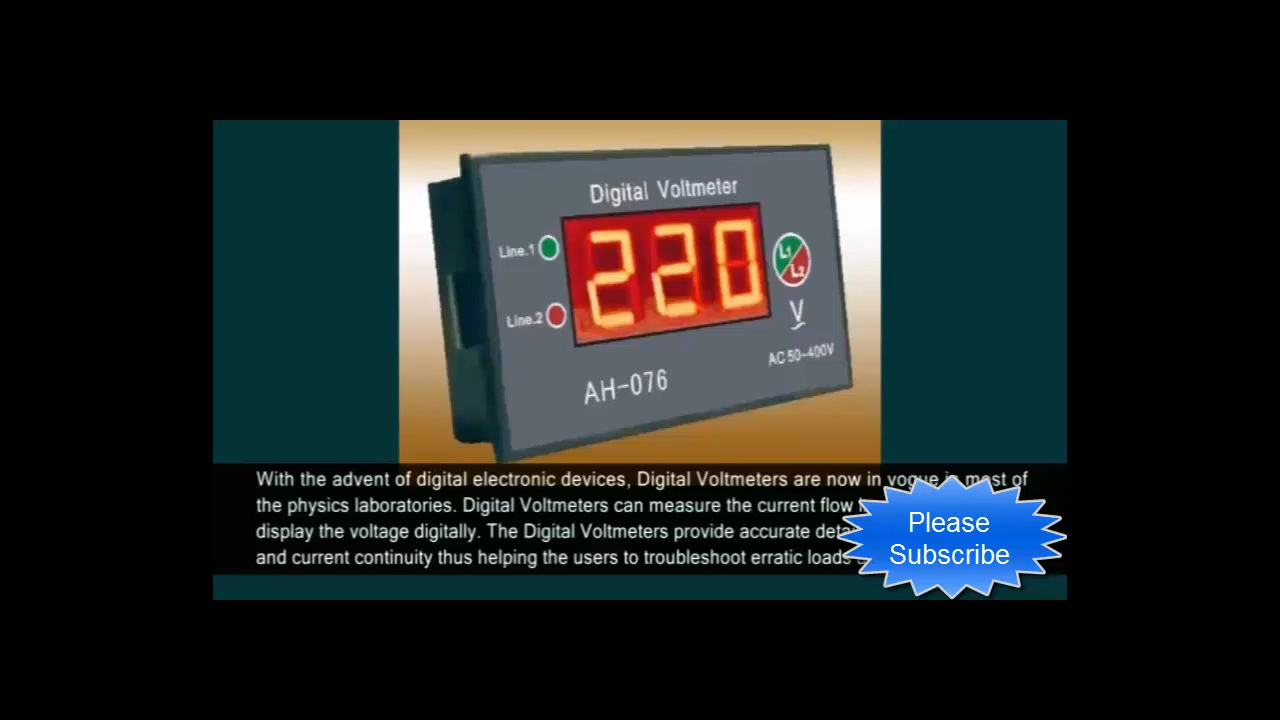 Digital Voltmeter
Line.1
220
L1
L2
Line.2
V
AC 50-400V
AH-076
With the advent of digital electronic devices, Digital Voltmeters are now in vogue in most of
the physics laboratories. Digital Voltmeters can measure the current flow
display the voltage digitally. The Digital Voltmeters provide accurate
and current continuity thus helping the users to troubleshoot erratic loads
Please
Subscribe